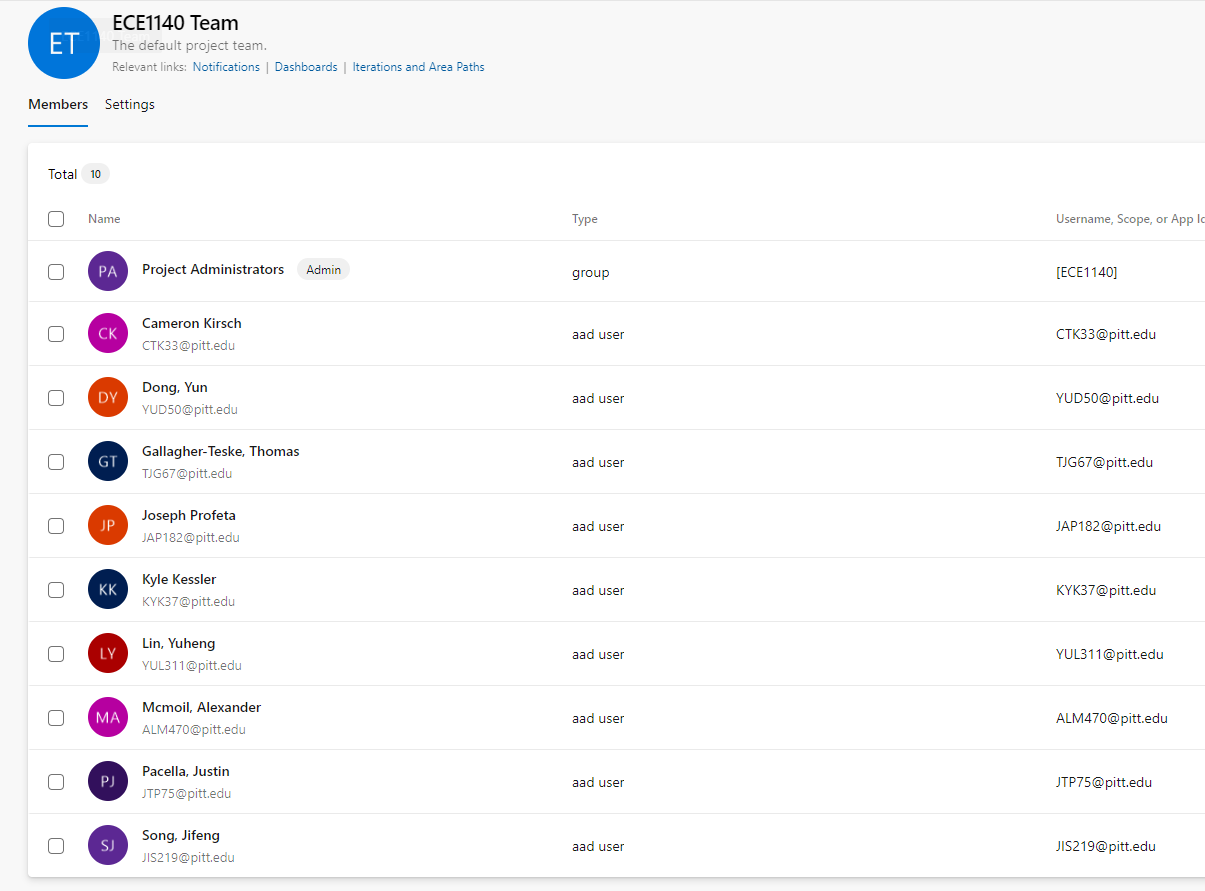 ET
ECE1140 Team
The default project team.
Relevant links: Notifications | Dashboards | Iterations and Area Paths
Members Settings
Total 10
Name Type Username, Scope, or App Id
PA Project Administrators Admin group [ECE1140]
CK Cameron Kirsch
CTK33@pitt.edu aad user CTK33@pitt.edu
DY Dong, Yun
YUD50@pitt.edu aad user YUD50@pitt.edu
GT Gallagher-Teske, Thomas
TJG67@pitt.edu aad user TJG67@pitt.edu
JP Joseph Profeta
JAP182@pitt.edu aad user JAP182@pitt.edu
KK Kyle Kessler
KYK37@pitt.edu aad user KYK37@pitt.edu
LY Lin, Yuheng
YUL311@pitt.edu aad user YUL311@pitt.edu
MA Mcmoil, Alexander
ALM470@pitt.edu aad user ALM470@pitt.edu
PJ Pacella, Justin
JTP75@pitt.edu aad user JTP75@pitt.edu
SJ Song, Jifeng
JIS219@pitt.edu aad user JIS219@pitt.edu